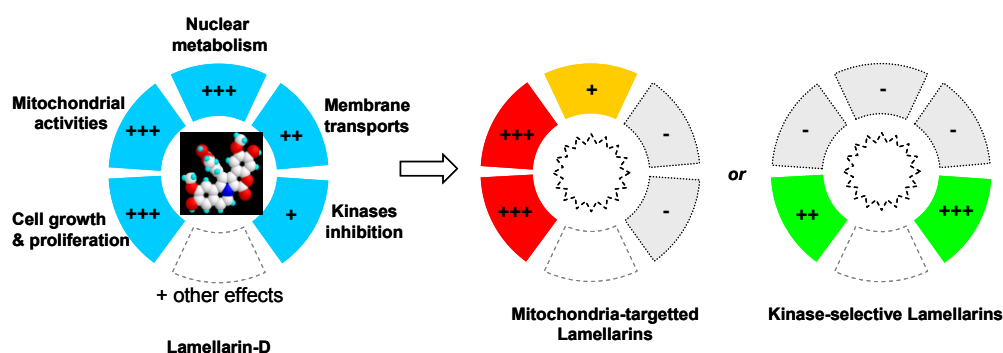 Nuclear
metabolism
+++
Mitochondrial
activities
+++
Membrane
transports
++
Cell growth
& proliferation
+++
Kinases
inhibition
+
+ other effects
Lamellarin-D
+
+++
-
+++
-
Mitochondria-targetted
Lamellarins
or
-
-
-
++
+++
Kinase-selective Lamellarins